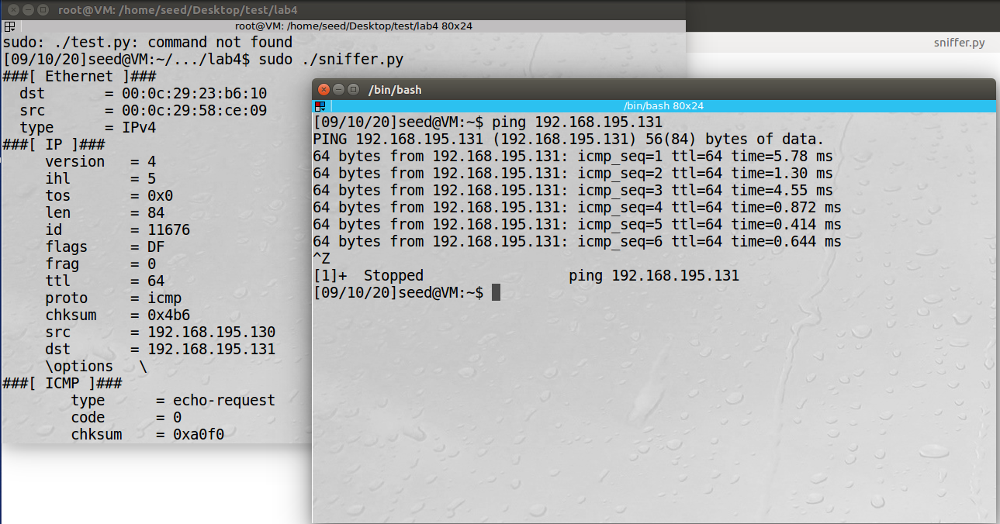 root@VM: /home/seed/Desktop/test/lab4
root@VM: /home/seed/Desktop/test/lab4 80x24
sudo: ./test.py: command not found
[09/10/20]seed@VM:~/.../lab4$ sudo ./sniffer.py
###[ Ethernet ]###
dst = 00:0c:29:23:b6:10
src = 00:0c:29:58:ce:09
type = IPv4
###[ IP ]###
version = 4
ihl = 5
tos = 0x0
len = 84
id = 11676
flags = DF
frag = 0
ttl = 64
proto = icmp
chksum = 0x4b6
src = 192.168.195.130
dst = 192.168.195.131
\options \
###[ ICMP ]###
type = echo-request
code = 0
chksum = 0xa0f0
sniffer.py
/bin/bash
/bin/bash 80x24
[09/10/20]seed@VM:~$ ping 192.168.195.131
PING 192.168.195.131 (192.168.195.131) 56(84) bytes of data.
64 bytes from 192.168.195.131: icmp_seq=1 ttl=64 time=5.78 ms
64 bytes from 192.168.195.131: icmp_seq=2 ttl=64 time=1.30 ms
64 bytes from 192.168.195.131: icmp_seq=3 ttl=64 time=4.55 ms
64 bytes from 192.168.195.131: icmp_seq=4 ttl=64 time=0.872 ms
64 bytes from 192.168.195.131: icmp_seq=5 ttl=64 time=0.414 ms
64 bytes from 192.168.195.131: icmp_seq=6 ttl=64 time=0.644 ms
^Z
[1]+ Stopped ping 192.168.195.131
[09/10/20]seed@VM:~$